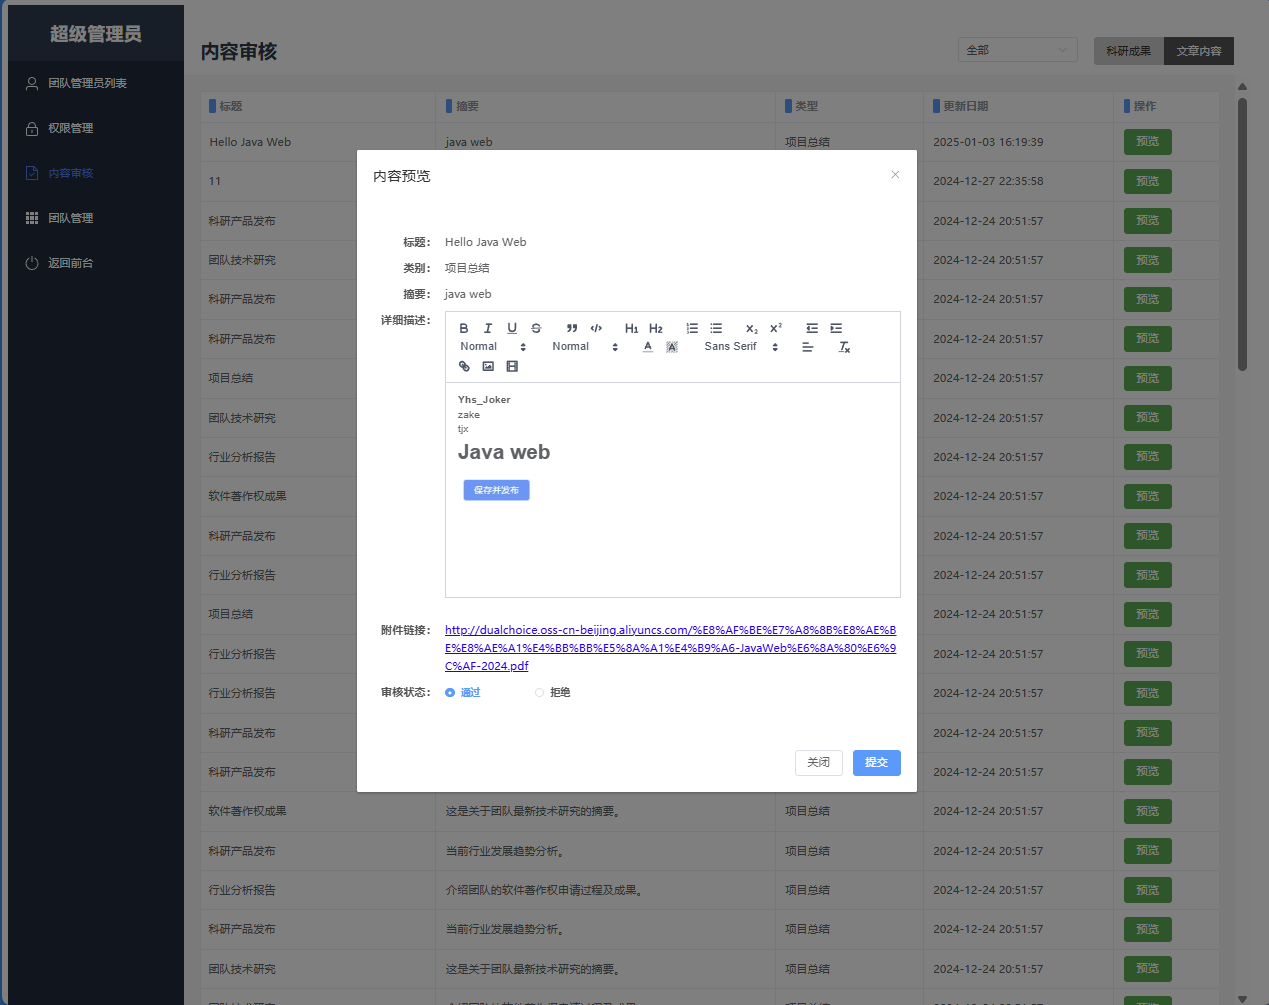 超级管理员
团队管理员列表
权限管理
内容审核
团队管理
返回前台
内容审核
全部
科研成果 文章内容
标题 摘要 类型 更新日期 操作
Hello Java Web java web 项目总结 2025-01-03 16:19:39 预览
11 2024-12-27 22:35:58 预览
科研产品发布 2024-12-24 20:51:57 预览
团队技术研究 2024-12-24 20:51:57 预览
科研产品发布 2024-12-24 20:51:57 预览
科研产品发布 2024-12-24 20:51:57 预览
项目总结 2024-12-24 20:51:57 预览
团队技术研究 2024-12-24 20:51:57 预览
行业分析报告 2024-12-24 20:51:57 预览
软件著作权成果 2024-12-24 20:51:57 预览
科研产品发布 2024-12-24 20:51:57 预览
行业分析报告 2024-12-24 20:51:57 预览
项目总结 2024-12-24 20:51:57 预览
行业分析报告 2024-12-24 20:51:57 预览
行业分析报告 2024-12-24 20:51:57 预览
科研产品发布 2024-12-24 20:51:57 预览
科研产品发布 2024-12-24 20:51:57 预览
软件著作权成果 这是关于团队最新技术研究的摘要。 项目总结 2024-12-24 20:51:57 预览
科研产品发布 当前行业发展趋势分析。 项目总结 2024-12-24 20:51:57 预览
行业分析报告 介绍团队的软件著作权申请过程及成果。 项目总结 2024-12-24 20:51:57 预览
科研产品发布 当前行业发展趋势分析。 项目总结 2024-12-24 20:51:57 预览
团队技术研究 这是关于团队最新技术研究的摘要。 项目总结 2024-12-24 20:51:57 预览
内容预览
标题： Hello Java Web
类别： 项目总结
摘要： java web
详细描述：
B I U S H1 H2 X2 X2
Normal Normal A A Sans Serif Tx
Yhs_Joker
zake
tjx
Java web
保存并发布
附件链接： http://dualchoice.oss-cn-beijing.aliyuncs.com/%E8%AF%BE%E7%A8%8B%E8%AE%B
E%E8%AE%A1%E4%BB%BB%E5%8A%A1%E4%B9%A6-JavaWeb%E6%8A%80%E6%9
C%AF-2024.pdf
审核状态： 通过 拒绝
关闭 提交